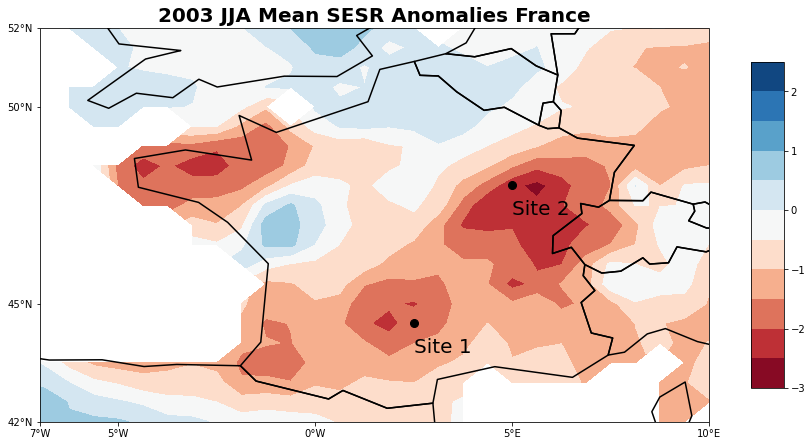 2003 JJA Mean SESR Anomalies France
52°N
50°N
45°N
42°N
7°W
5°W
0°W
5°E
10°E
Site 2
Site 1
2
1
0
−1
−2
−3